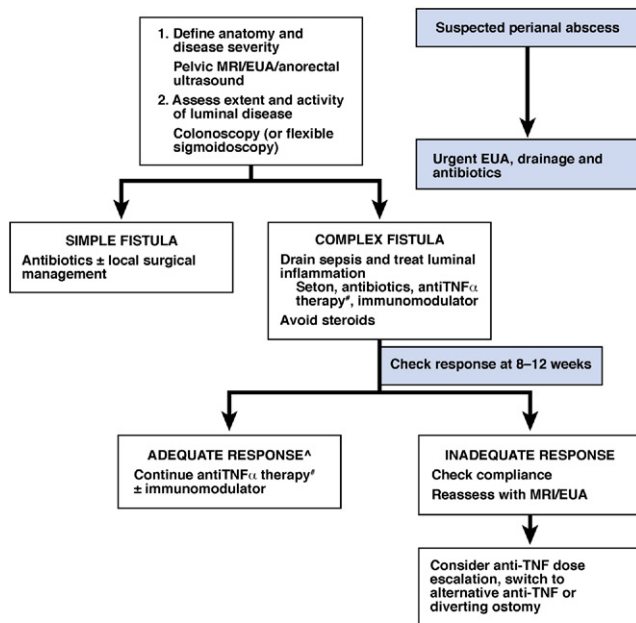 1. Define anatomy and
disease severity
Pelvic MRI/EUA/anorectal
ultrasound
2. Assess extent and activity
of luminal disease
Colonoscopy (or flexible
sigmoidoscopy)
Suspected perianal abscess
Urgent EUA, drainage and
antibiotics
SIMPLE FISTULA
Antibiotics ± local surgical
management
COMPLEX FISTULA
Drain sepsis and treat luminal
inflammation
Seton, antibiotics, antiTNFα
therapy#, immunomodulator
Avoid steroids
Check response at 8–12 weeks
ADEQUATE RESPONSE^
Continue antiTNFα therapy#
± immunomodulator
INADEQUATE RESPONSE
Check compliance
Reassess with MRI/EUA
Consider anti-TNF dose
escalation, switch to
alternative anti-TNF or
diverting ostomy